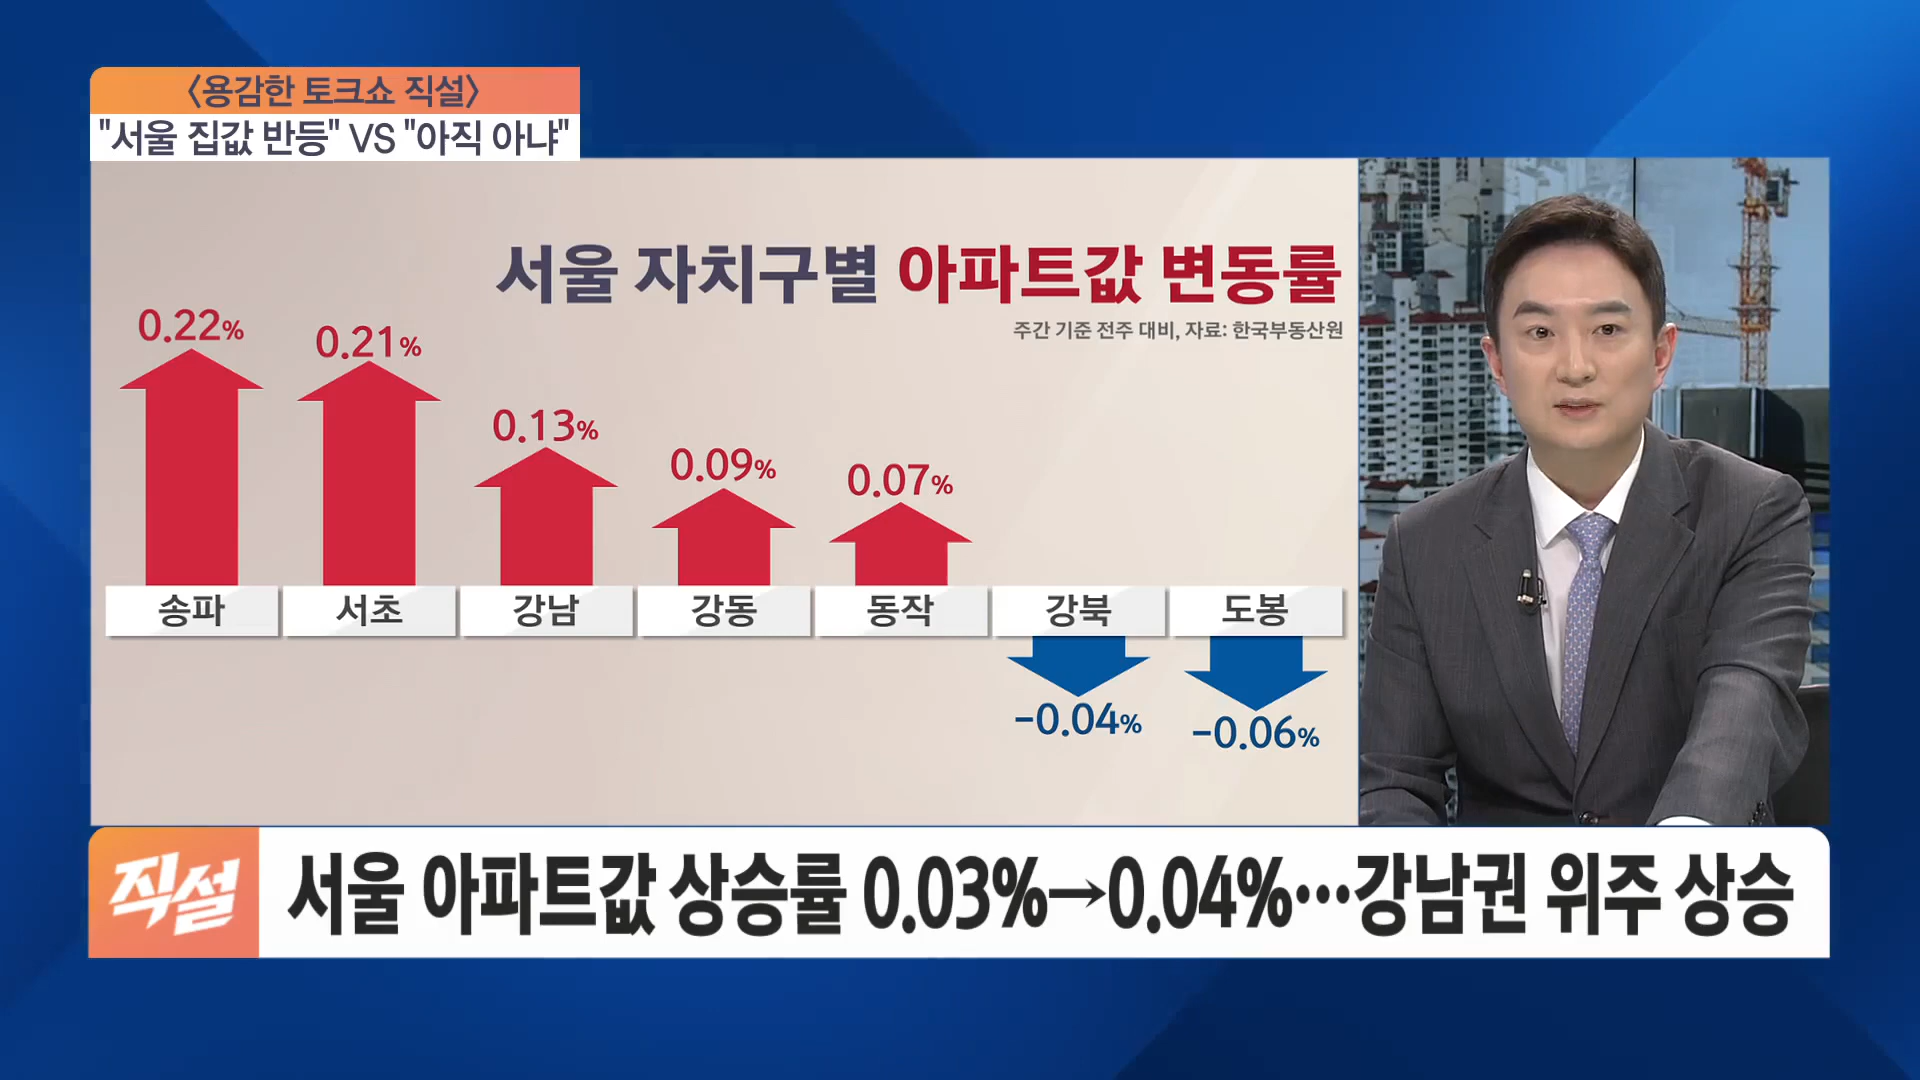 <용감한 토크쇼 직설>
"서울 집값 반등" VS "아직 아냐"
서울 자치구별 아파트값 변동률
주간 기준 전주 대비, 자료: 한국부동산원
0.22%
0.21%
0.13%
0.09%
0.07%
송파
서초
강남
강동
동작
강북
도봉
-0.04%
-0.06%
직설
서울 아파트값 상승률 0.03%→0.04%…강남권 위주 상승